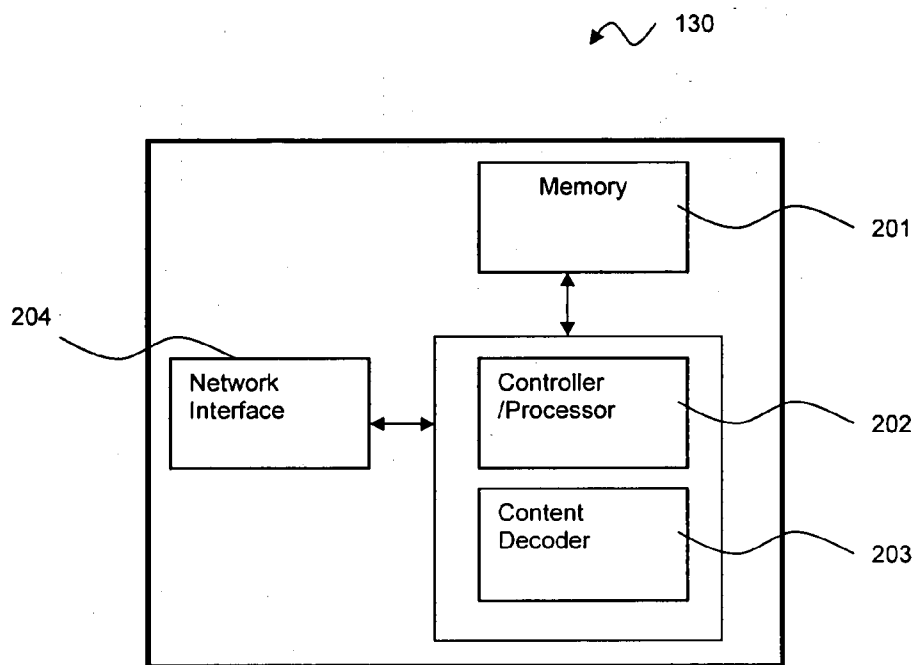 130
Memory
201
204
Network
Interface
Controller
/Processor
202
Content
Decoder
203